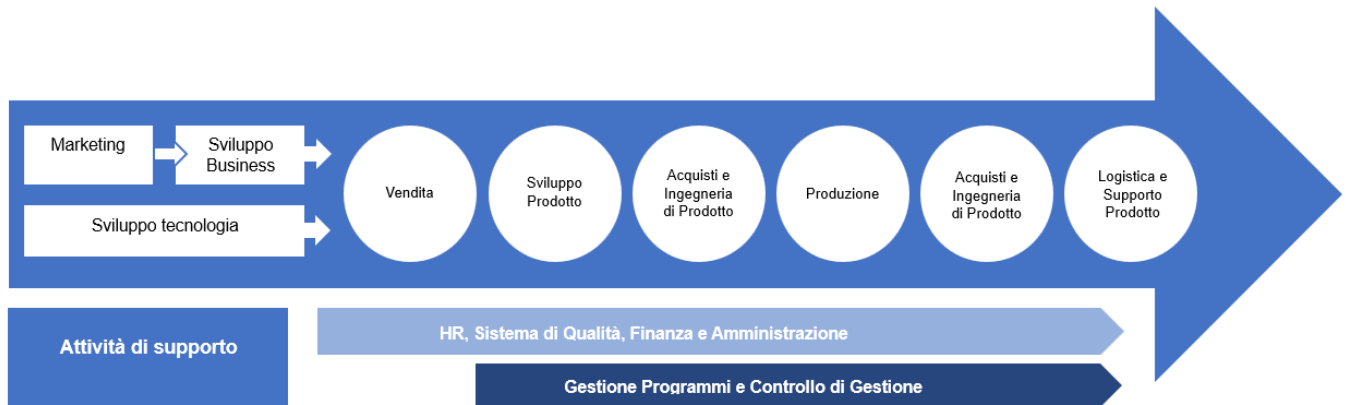 Marketing
Sviluppo
Business
Sviluppo tecnologia
Vendita
Sviluppo
Prodotto
Acquisti e
Ingegneria
di Prodotto
Produzione
Acquisti e
Ingegneria
di Prodotto
Logistica e
Supporto
Prodotto
Attività di supporto
HR, Sistema di Qualità, Finanza e Amministrazione
Gestione Programmi e Controllo di Gestione